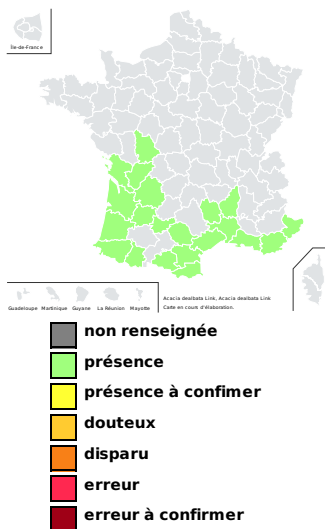 Île-de-France
Guadeloupe Martinique Guyane La Réunion Mayotte
Acacia dealbata Link, Acacia dealbata Link
Carte en cours d'élaboration.
non renseignée
présence
présence à confimer
douteux
disparu
erreur
erreur à confirmer